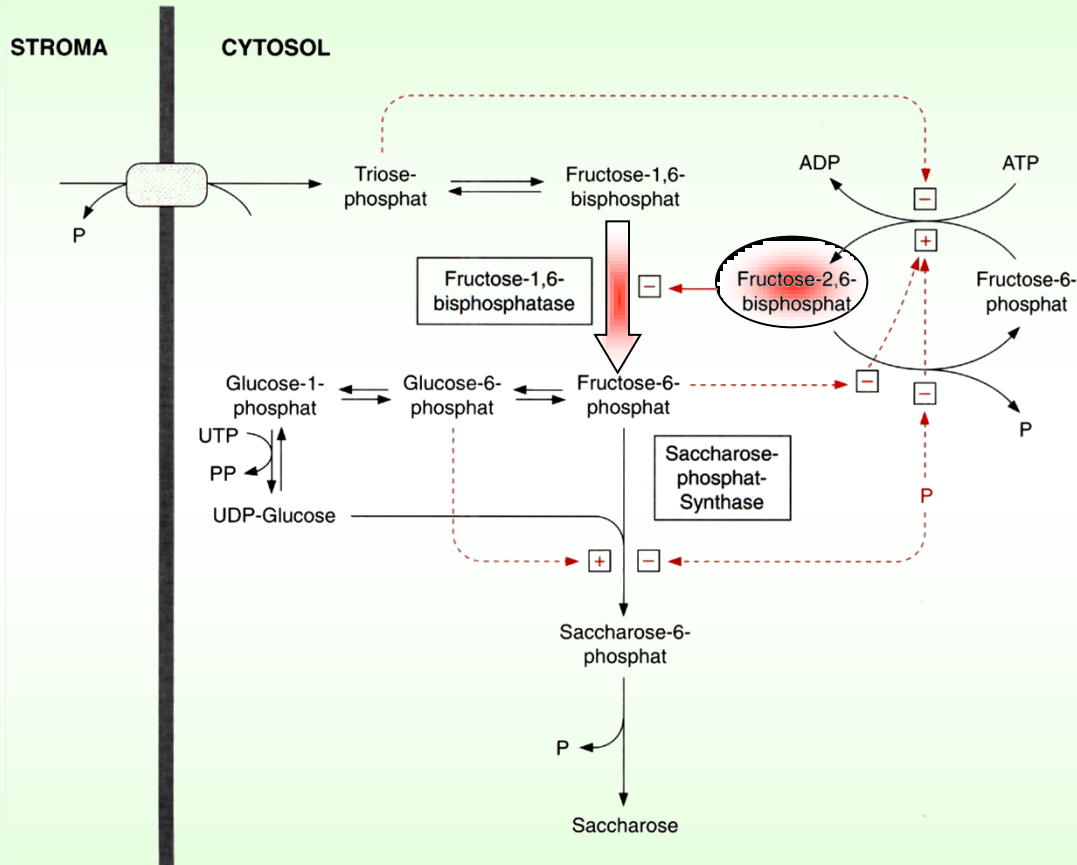 STROMA
CYTOSOL
ADP
ATP
Triose-
phosphat
Fructose-1,6-
bisphosphat
−
P
+
Fructose-1,6-
bisphosphatase
−
Fructose-2,6-
bisphosphat
Fructose-6-
phosphat
Glucose-1-
phosphat
Glucose-6-
phosphat
Fructose-6-
phosphat
−
−
P
UTP
PP
UDP-Glucose
Saccharose-
phosphat-
Synthase
P
+
−
Saccharose-6-
phosphat
P
Saccharose